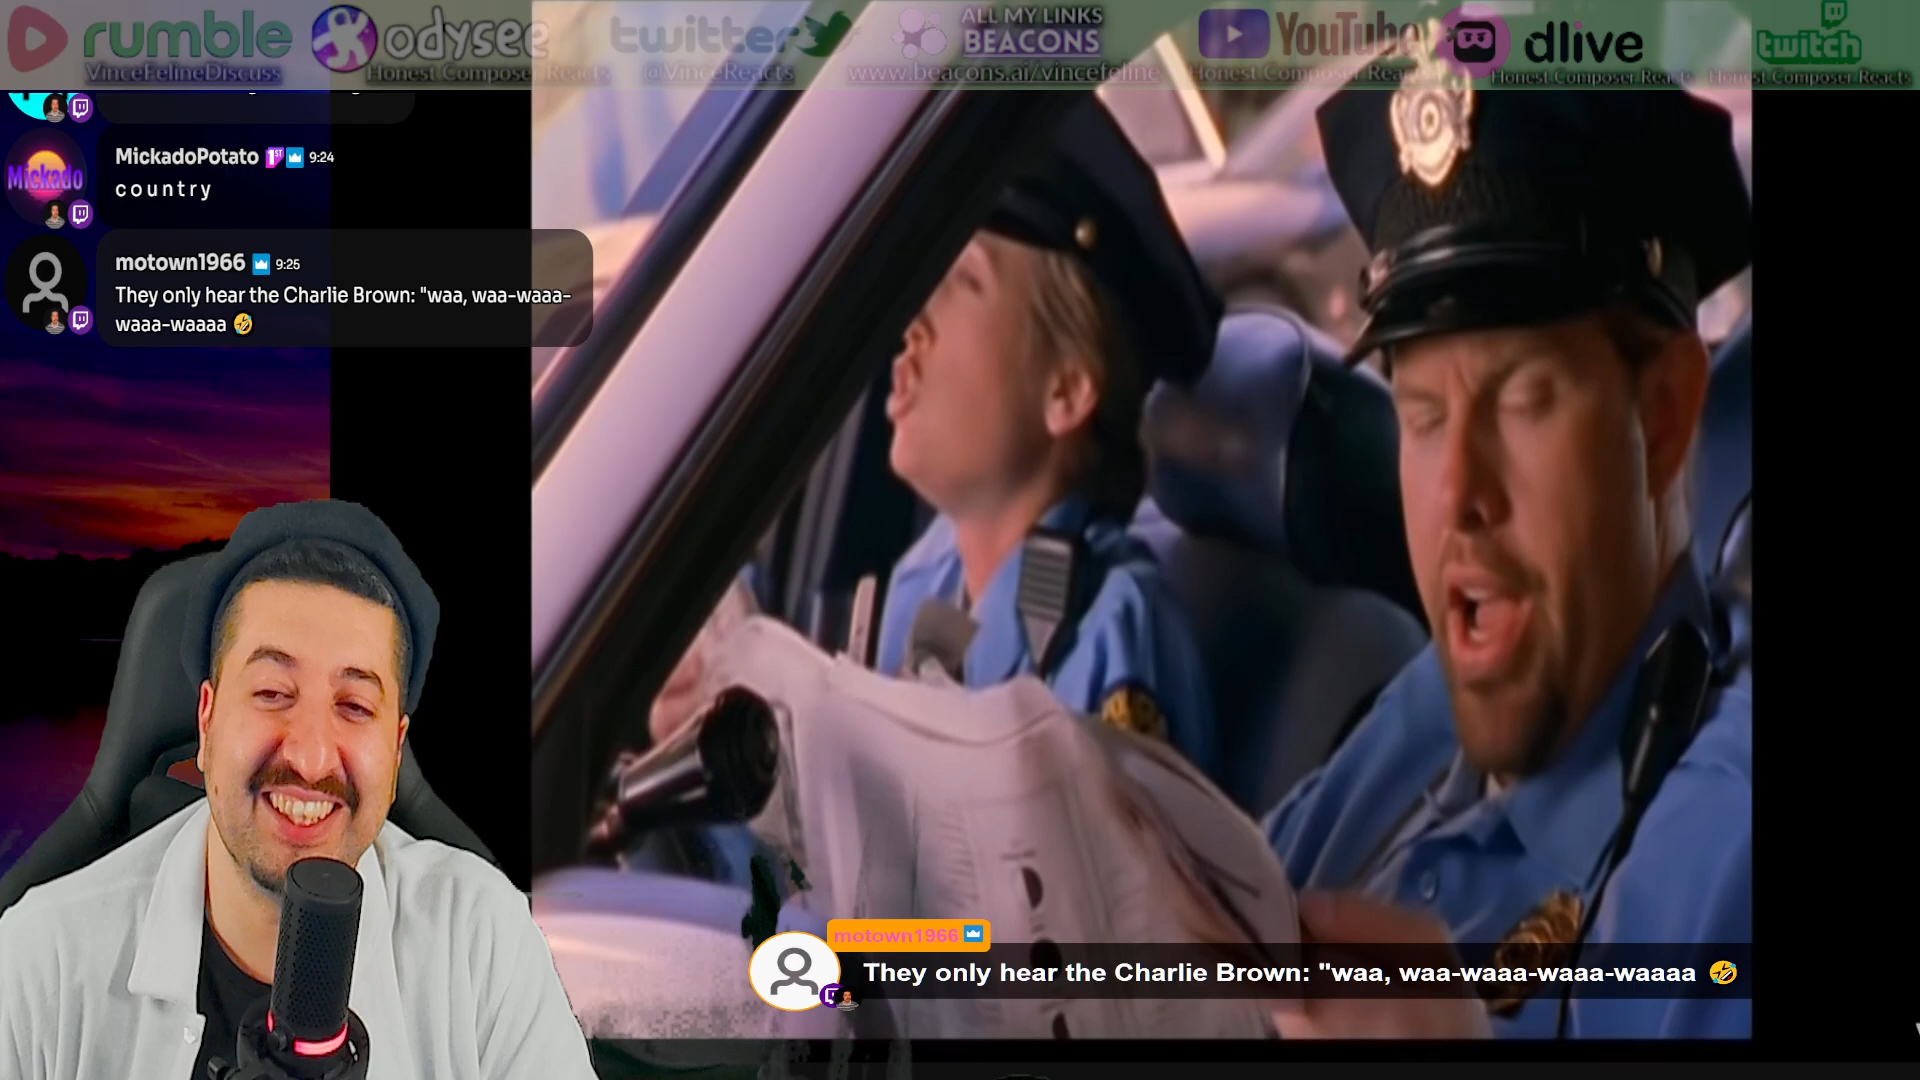 rumble
VinceFelineDiscuss
odysee
Honest Composer Reacts
twitter
@VinceReacts
ALL MY LINKS
BEACONS
www.beacons.ai/vincefeline
YouTube
Honest Composer Reacts
dlive
Honest Composer Reacts
twitch
Honest Composer Reacts
MickadoPotato 1ST 9:24
country
Mickado
motown1966 9:25
They only hear the Charlie Brown: "waa, waa-waaa-
waaa-waaaa 🤣
motown1966
They only hear the Charlie Brown: "waa, waa-waaa-waaa-waaaa 🤣